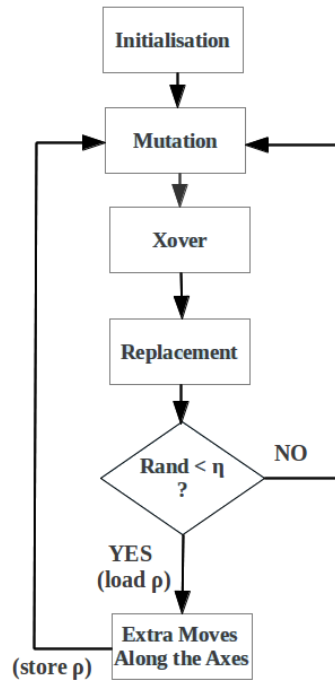 Initialisation
Mutation
Xover
Replacement
Rand < η
?
NO
YES
(load ρ)
Extra Moves
Along the Axes
(store ρ)